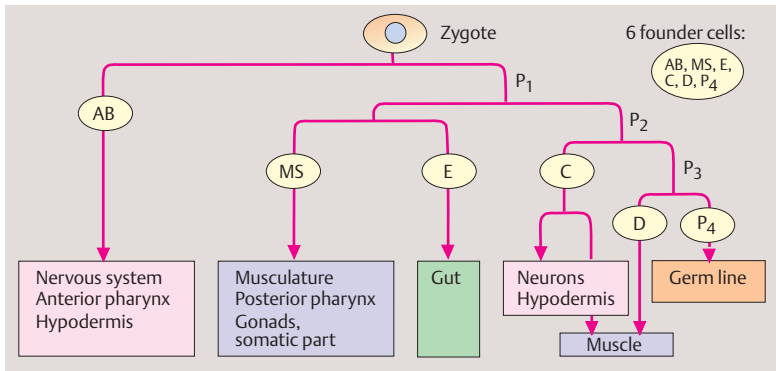 Zygote
6 founder cells:
AB, MS, E,
C, D, P4
P1
AB
P2
MS
E
C
P3
D
P4
Nervous system
Anterior pharynx
Hypodermis
Musculature
Posterior pharynx
Gonads,
somatic part
Gut
Neurons
Hypodermis
Germ line
Muscle